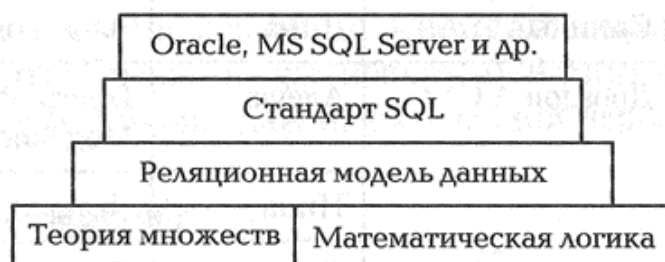 Oracle, MS SQL Server и др.
Стандарт SQL
Реляционная модель данных
Теория множеств
Математическая логика